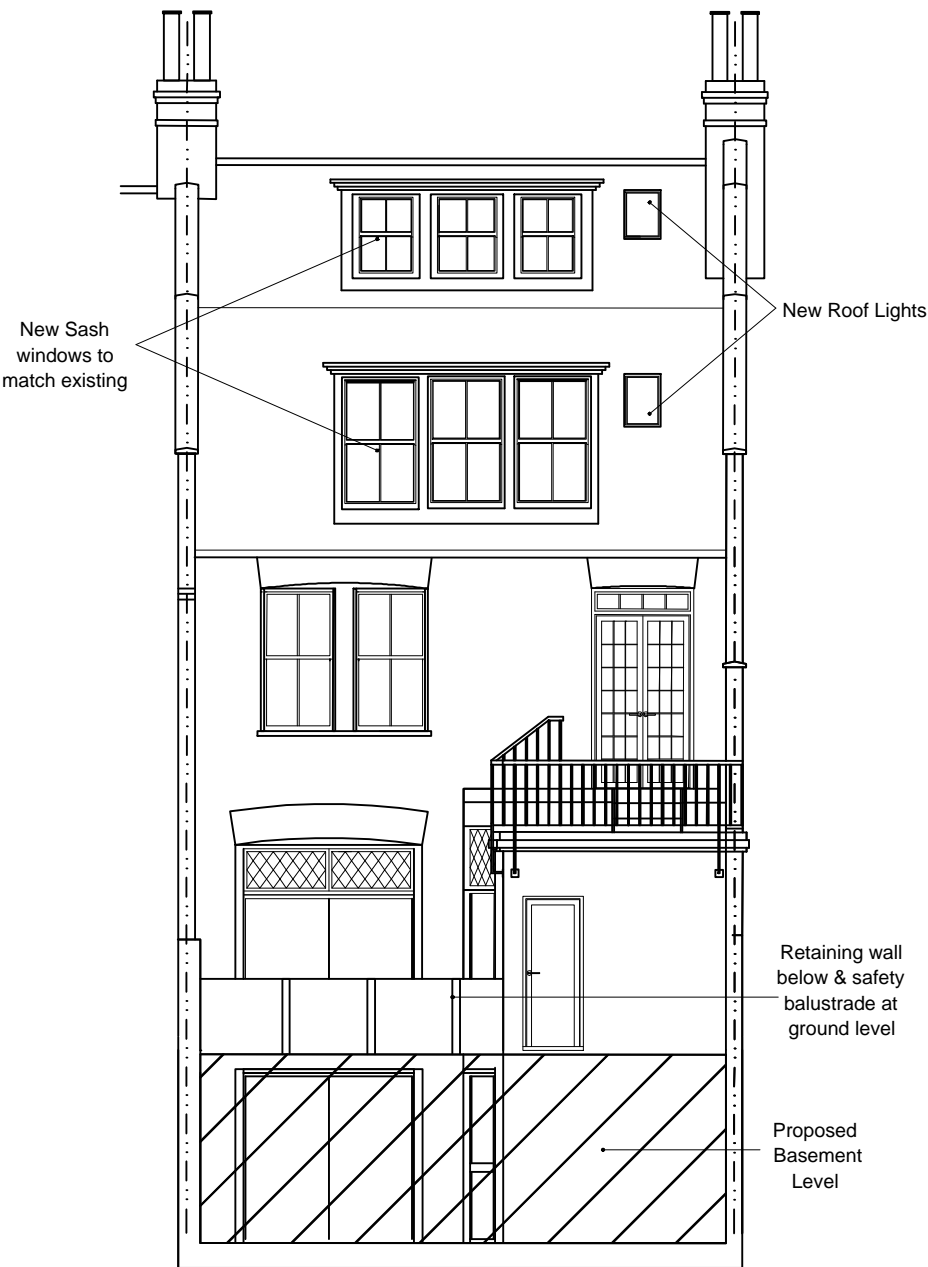 New Sash
windows to
match existing
New Roof Lights
Retaining wall
below & safety
balustrade at
ground level
Proposed
Basement
Level